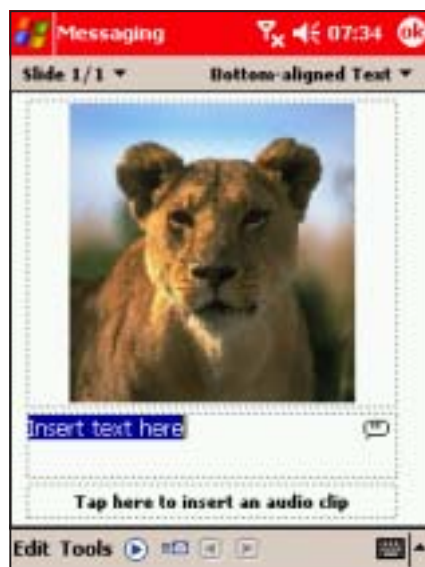 Messaging 07:34 ok
Slide 1/1 Bottom-aligned Text
Insert text here
Tap here to insert an audio clip
Edit Tools